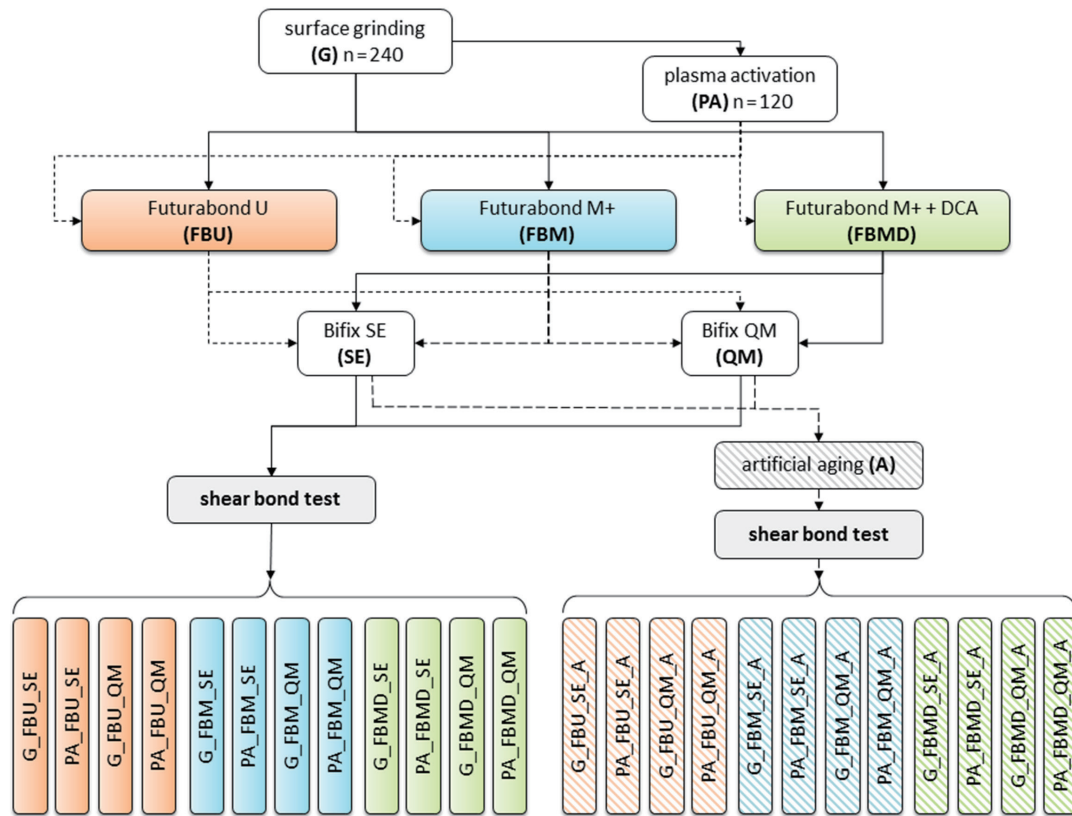 surface grinding
(G) n=240
plasma activation
(PA) n=120
Futurabond U
(FBU)
Futurabond M+
(FBM)
Futurabond M+ + DCA
(FBMD)
Bifix SE
(SE)
Bifix QM
(QM)
artificial aging (A)
shear bond test
shear bond test
G_FBU_SE
PA_FBU_SE
G_FBU_QM
PA_FBU_QM
G_FBM_SE
PA_FBM_SE
G_FBM_QM
PA_FBM_QM
G_FBMD_SE
PA_FBMD_SE
G_FBMD_QM
PA_FBMD_QM
G_FBU_SE_A
PA_FBU_SE_A
G_FBU_QM_A
PA_FBU_QM_A
G_FBM_SE_A
PA_FBM_SE_A
G_FBM_QM_A
PA_FBM_QM_A
G_FBMD_SE_A
PA_FBMD_SE_A
G_FBMD_QM_A
PA_FBMD_QM_A